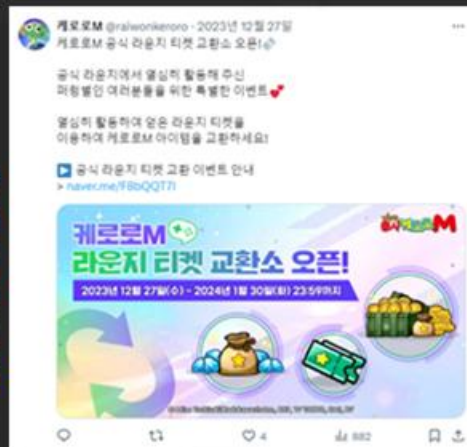 케로로M @raiwonkeroro · 2023년 12월 27일
케로로M 공식 라운지 티켓 교환소 오픈!
공식 라운지에서 열심히 활동해 주신
퍼렁별인 여러분들을 위한 특별한 이벤트💕
열심히 활동하여 얻은 라운지 티켓을
이용하여 케로로M 아이템을 교환하세요!
▶ 공식 라운지 티켓 교환 이벤트 안내
> naver.me/FBbQQT7I
케로로M
라운지 티켓 교환소 오픈!
2023년 12월 27일(수) ~ 2024년 1월 30일(화) 23:59까지
4
882